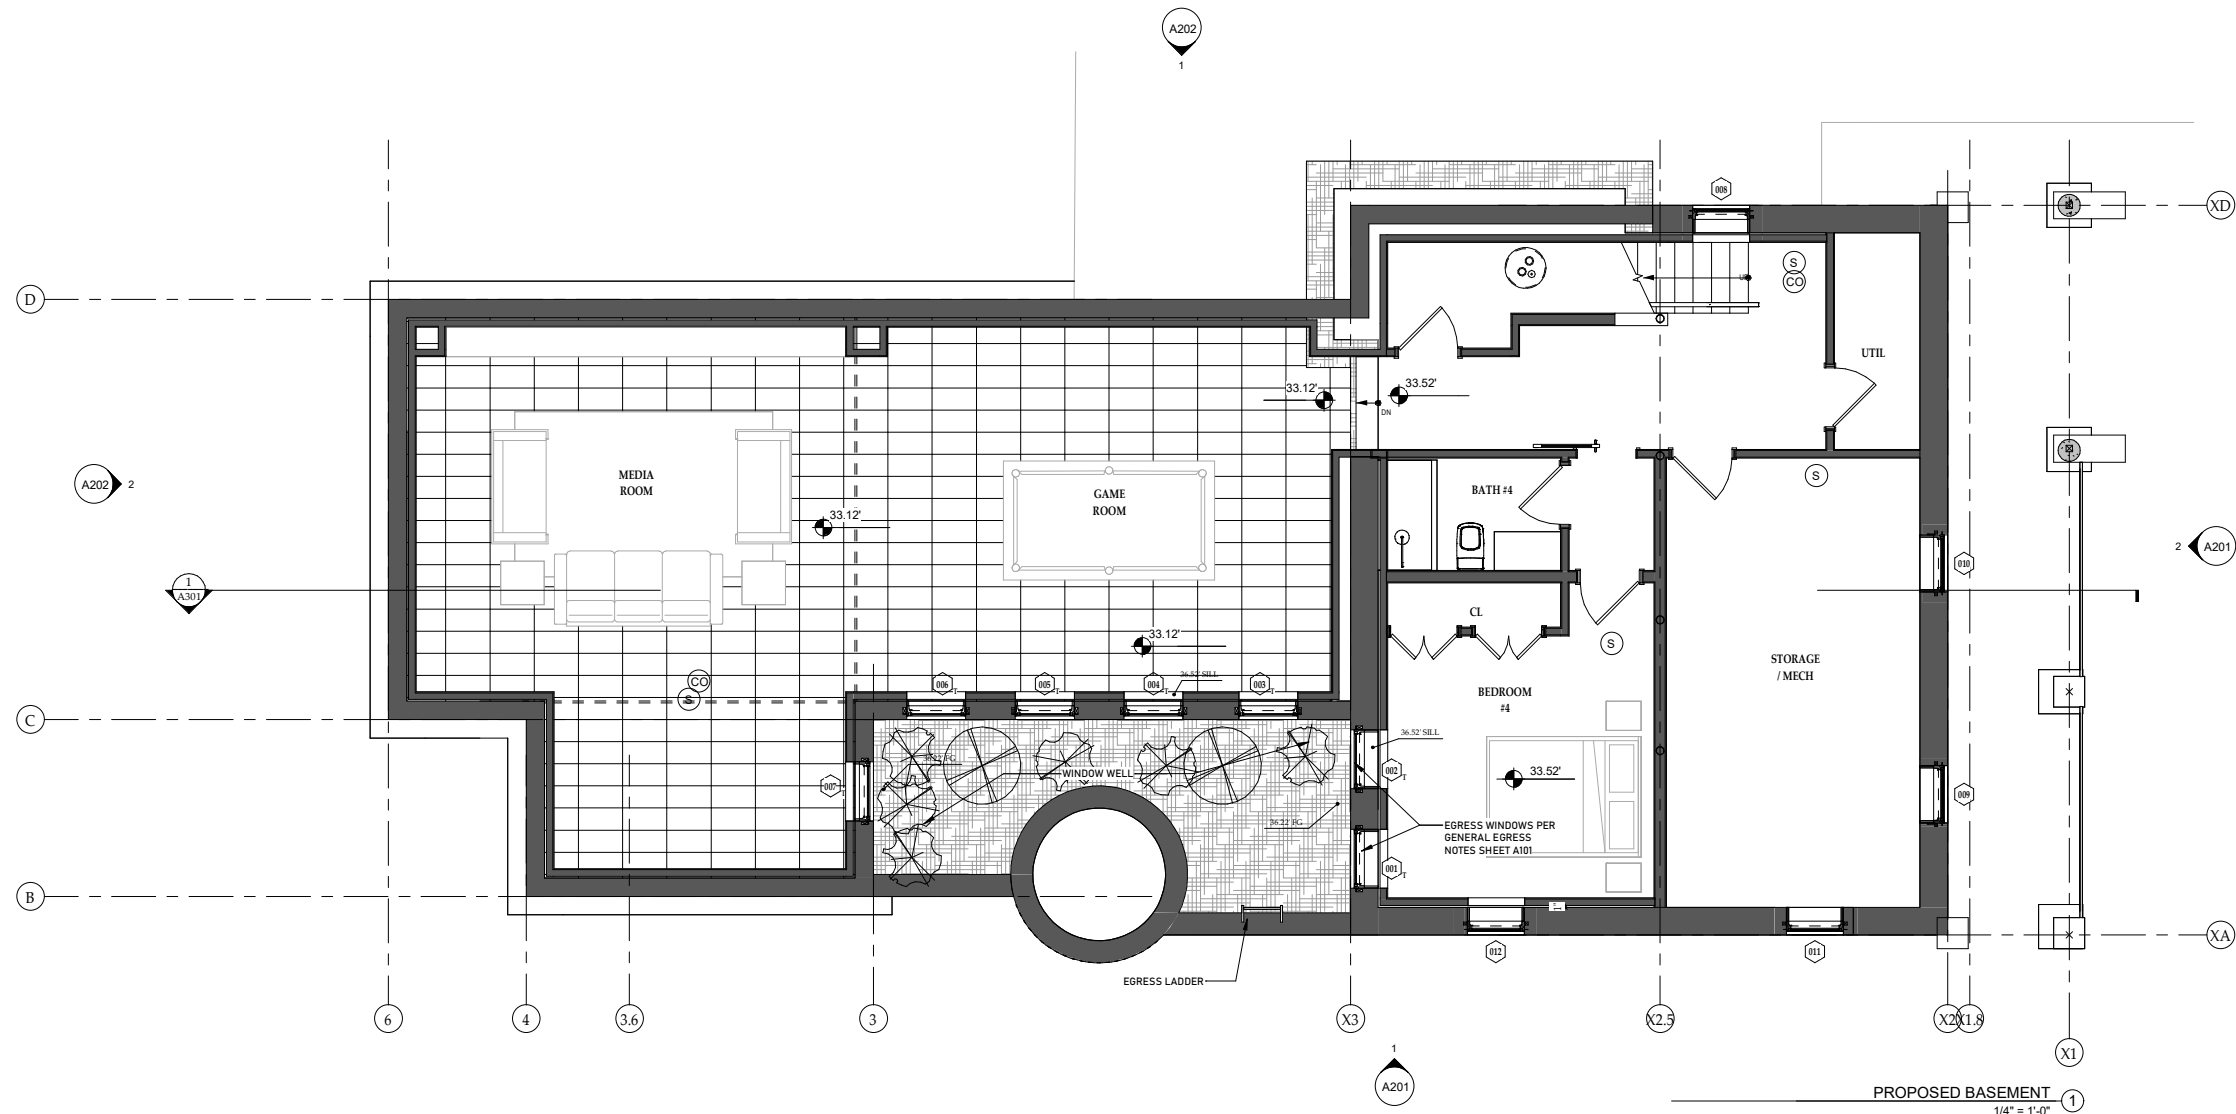 A202
1
008
XD
S
CO
UP
D
UTIL
33.12'
33.52'
DN
MEDIA
ROOM
GAME
ROOM
BATH #4
S
A202
2
33.12'
2
A201
010
1
A301
CL
33.12'
S
STORAGE
/ MECH
CO
S
36.52' SILL
006
T
005
T
004
T
003
T
BEDROOM
#4
C
36.52' SILL
36.22' FG
WINDOW WELL
002
T
33.52'
007
T
009
36.22' FG
EGRESS WINDOWS PER
GENERAL EGRESS
NOTES SHEET A101
001
T
B
XA
012
011
EGRESS LADDER
6
4
3.6
3
X3
X2.5
X2
X1.8
X1
1
A201
PROPOSED BASEMENT
1
1/4" = 1'-0"